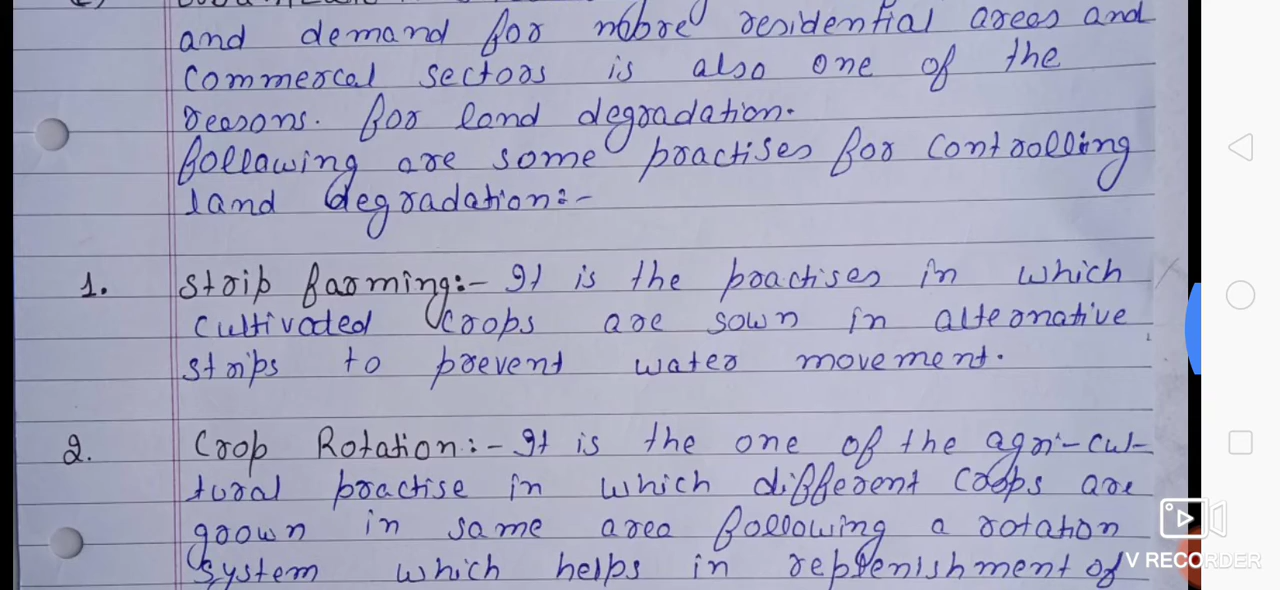 and demand for more residential areas and
commercal sectors is also one of the
reasons. for land degradation.
following are some practises for controlling
land degradation:-
1. Strip farming:- It is the practises in which
cultivated crops are sown in alternative
strips to prevent water movement.
2. Crop Rotation:- It is the one of the agri-cul-
tural practise in which different crops are
grown in same area following a rotation
system which helps in replenishment of
V RECORDER